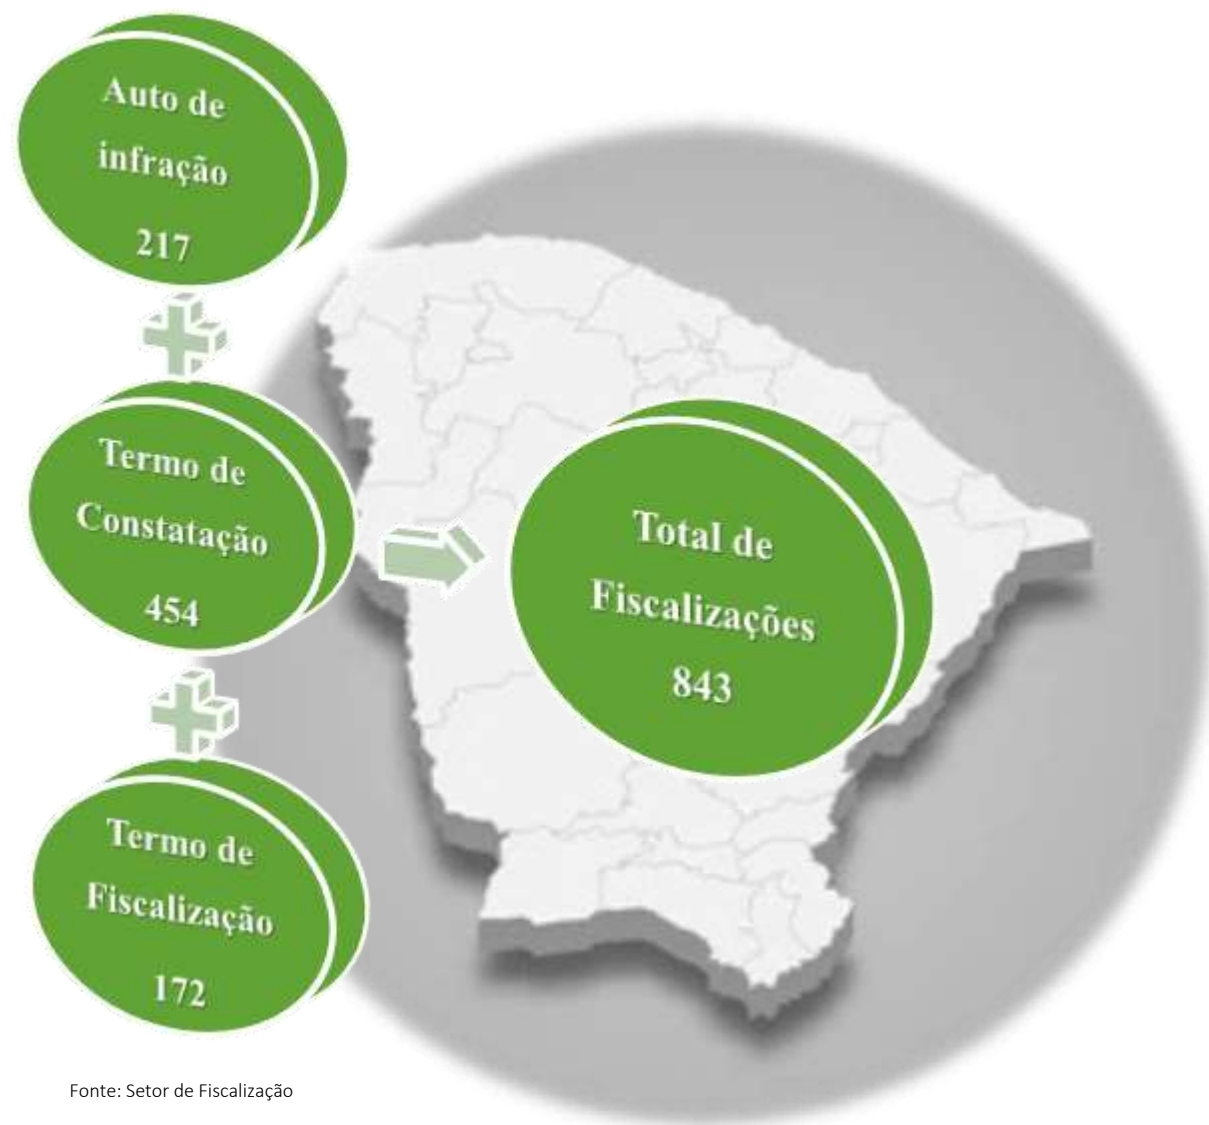 Auto de
infração
217
Termo de
Constatação
454
Termo de
Fiscalização
172
Total de
Fiscalizações
843
Fonte: Setor de Fiscalização